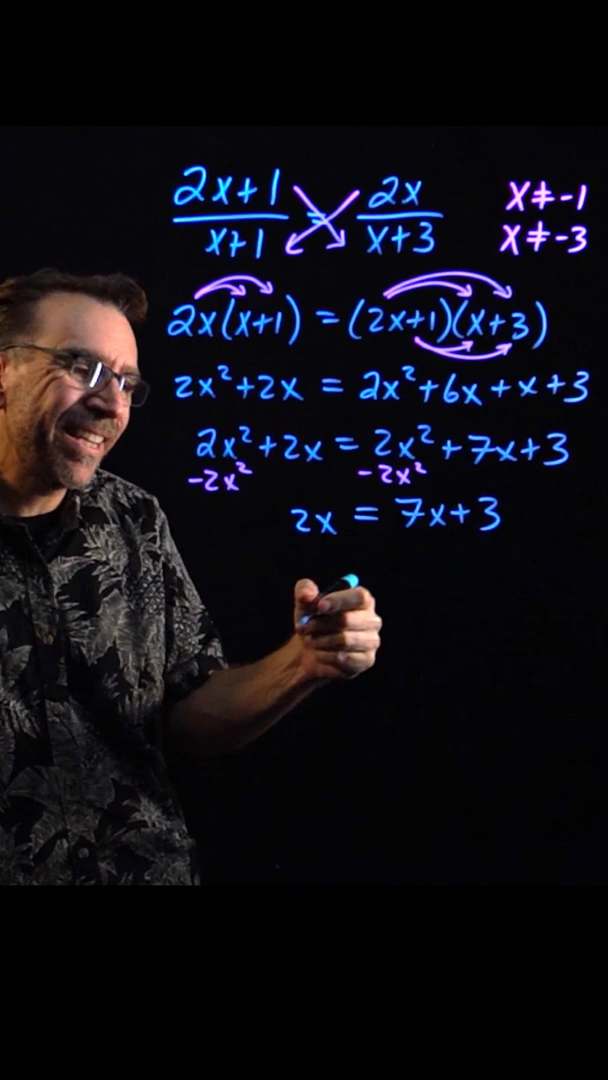 2x+1/x+1 = 2x/x+3 x≠-1
x≠-3
2x(x+1) = (2x+1)(x+3)
2x²+2x = 2x²+6x+x+3
2x²+2x = 2x²+7x+3
-2x² -2x²
2x = 7x+3